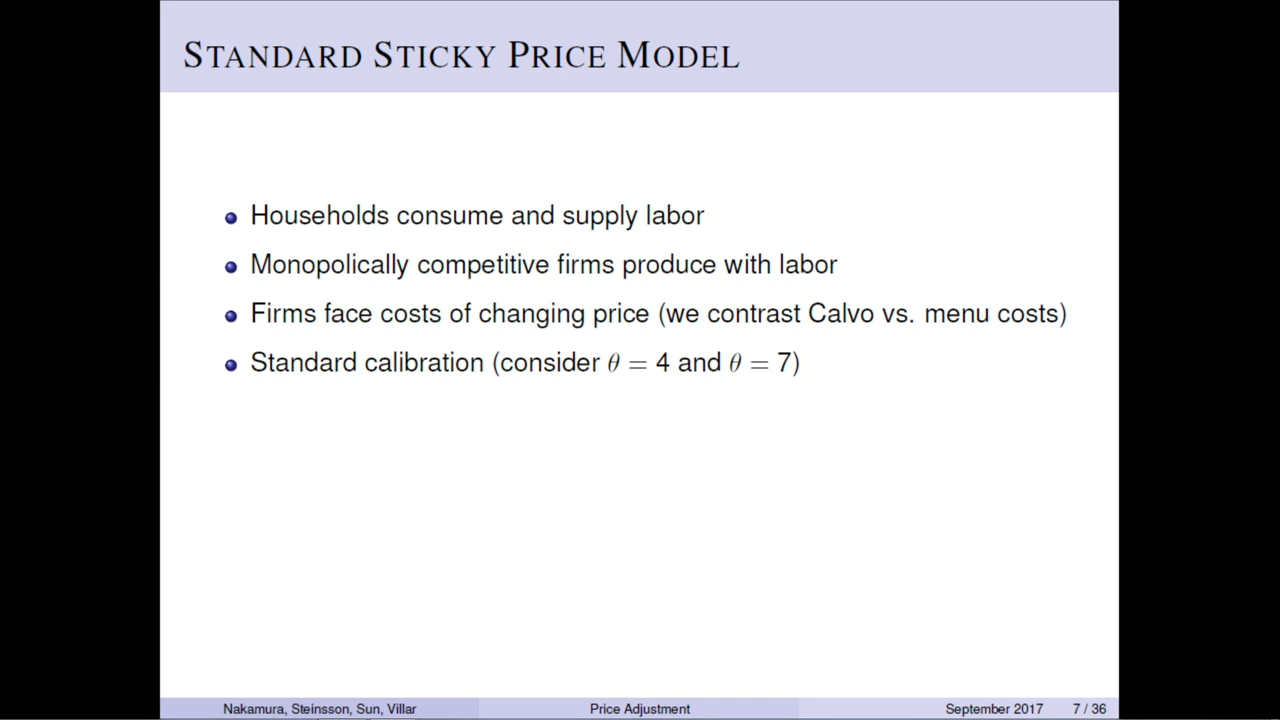 STANDARD STICKY PRICE MODEL
Households consume and supply labor
Monopolically competitive firms produce with labor
Firms face costs of changing price (we contrast Calvo vs. menu costs)
Standard calibration (consider θ = 4 and θ = 7)
Nakamura, Steinsson, Sun, Villar
Price Adjustment
September 2017
7 / 36